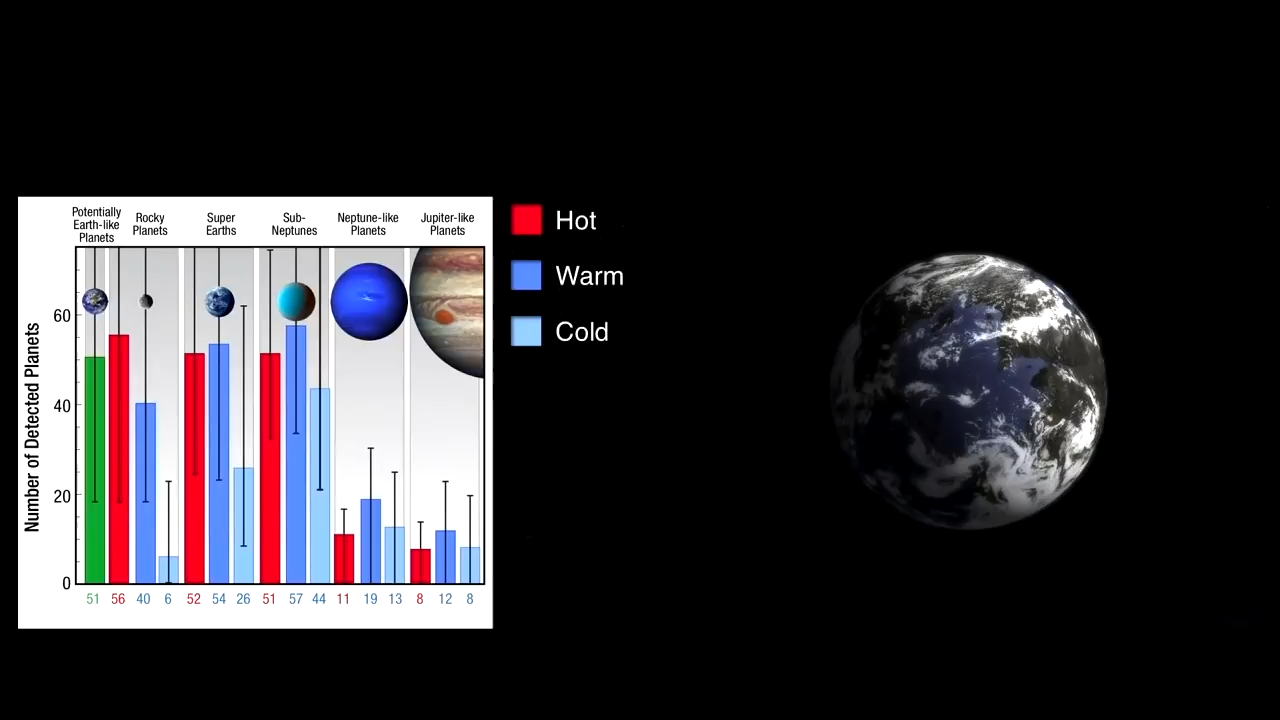 Potentially
Earth-like
Planets
Rocky
Planets
Super
Earths
Sub-
Neptunes
Neptune-like
Planets
Jupiter-like
Planets
Number of Detected Planets
60
40
20
0
51 56 40 6 52 54 26 51 57 44 11 19 13 8 12 8
Hot
Warm
Cold